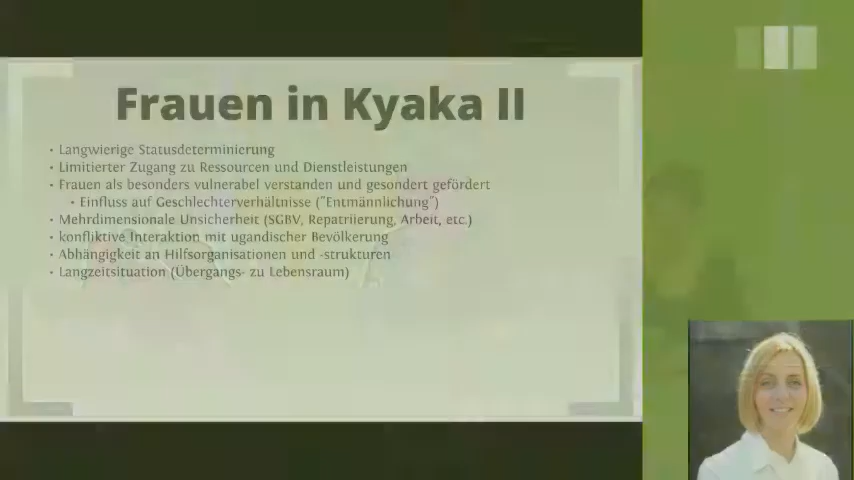 Frauen in Kyaka II
• Langwierige Statusdeterminierung
• Limitierter Zugang zu Ressourcen und Dienstleistungen
• Frauen als besonders vulnerabel verstanden und gesondert gefördert
• Einfluss auf Geschlechterverhältnisse ("Entmännlichung")
• Mehrdimensionale Unsicherheit (SGBV, Repatriierung, Arbeit, etc.)
• konfliktive Interaktion mit ugandischer Bevölkerung
• Abhängigkeit an Hilfsorganisationen und -strukturen
• Langzeitsituation (Übergangs- zu Lebensraum)